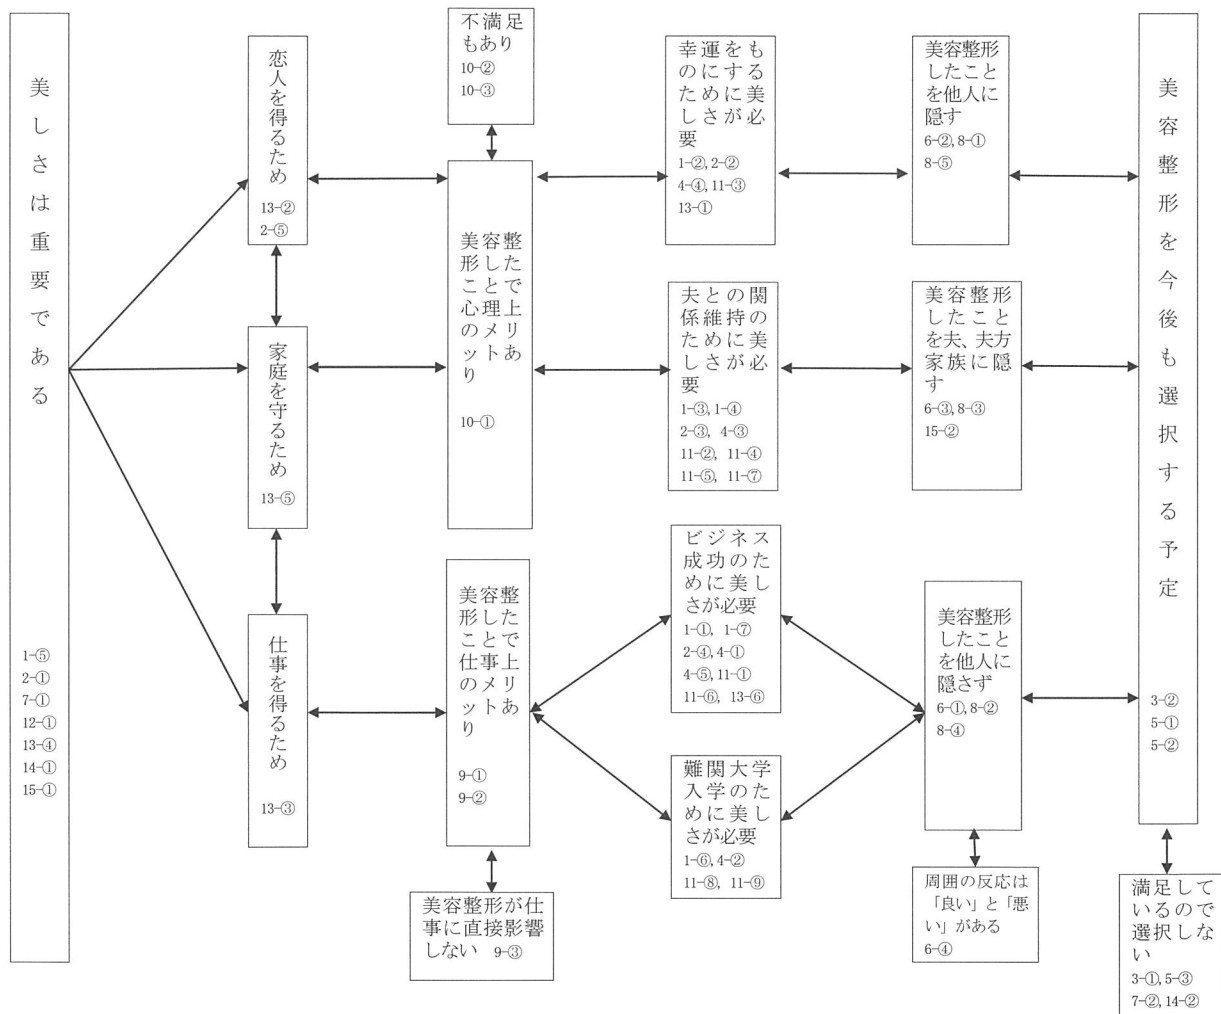 美しさは重要である
1-⑤
2-①
7-①
12-①
13-④
14-①
15-①
恋人を得るため
13-②
2-⑤
家庭を守るため
13-⑤
仕事を得るため
13-③
不満足
もあり
10-②
10-③
美容整
形した
ことで
心理上
のメリ
ットあ
り
10-①
美容整
形した
ことで
仕事上
のメリ
ットあ
り
9-①
9-②
美容整形が仕
事に直接影響
しない 9-③
幸運をも
のにする
ために美
しさが必
要
1-②, 2-②
4-④, 11-③
13-①
夫との関
係維持の
ために美
しさが必
要
1-③, 1-④
2-③, 4-③
11-②, 11-④
11-⑤, 11-⑦
ビジネス
成功のた
めに美し
さが必要
1-①, 1-⑦
2-④, 4-①
4-⑤, 11-①
11-⑥, 13-⑥
難関大学
入学のた
めに美し
さが必要
1-⑥, 4-②
11-⑧, 11-⑨
美容整形
したこと
を他人に
隠す
6-②, 8-①
8-⑤
美容整形
したこと
を夫、夫方
家族に隠
す
6-③, 8-③
15-②
美容整形
したこと
を他人に
隠さず
6-①, 8-②
8-④
周囲の反応は
「良い」と「悪
い」がある
6-④
美容整形を今後も選択する予定
3-②
5-①
5-②
満足して
いるので
選択しな
い
3-①, 5-③
7-②, 14-②